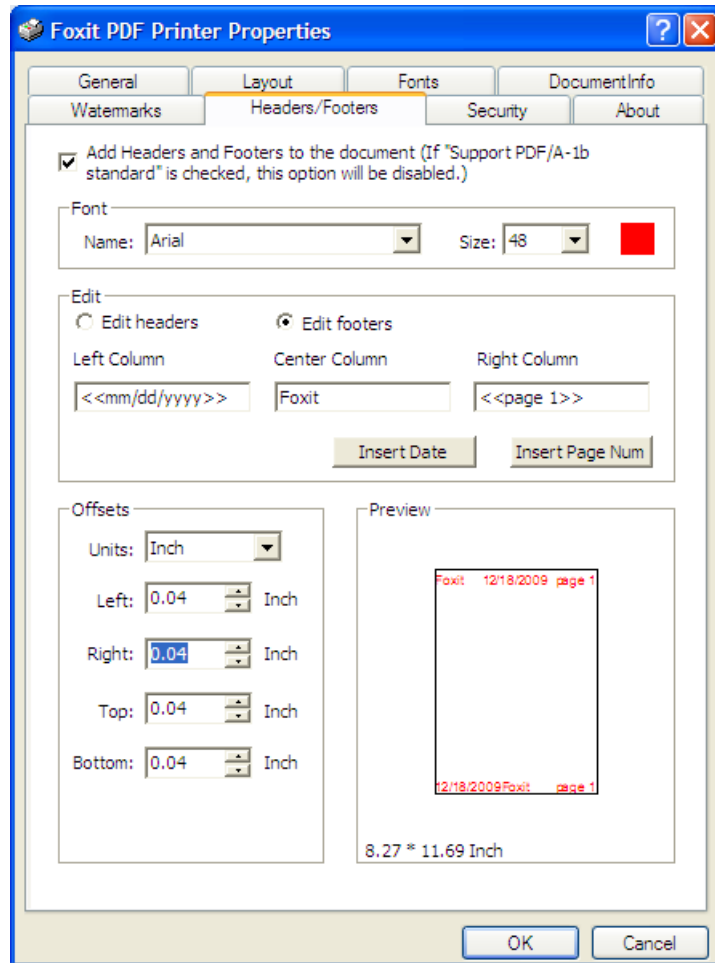 Foxit PDF Printer Properties
General Layout Fonts DocumentInfo
Watermarks Headers/Footers Security About
Add Headers and Footers to the document (If "Support PDF/A-1b
standard" is checked, this option will be disabled.)
Font
Name: Arial Size: 48
Edit
Edit headers Edit footers
Left Column Center Column Right Column
<<mm/dd/yyyy>> Foxit <<page 1>>
Insert Date Insert Page Num
Offsets
Units: Inch
Left: 0.04 Inch
Right: 0.04 Inch
Top: 0.04 Inch
Bottom: 0.04 Inch
Preview
Foxit 12/18/2009 page 1
12/18/2009Foxit page 1
8.27 * 11.69 Inch
OK Cancel